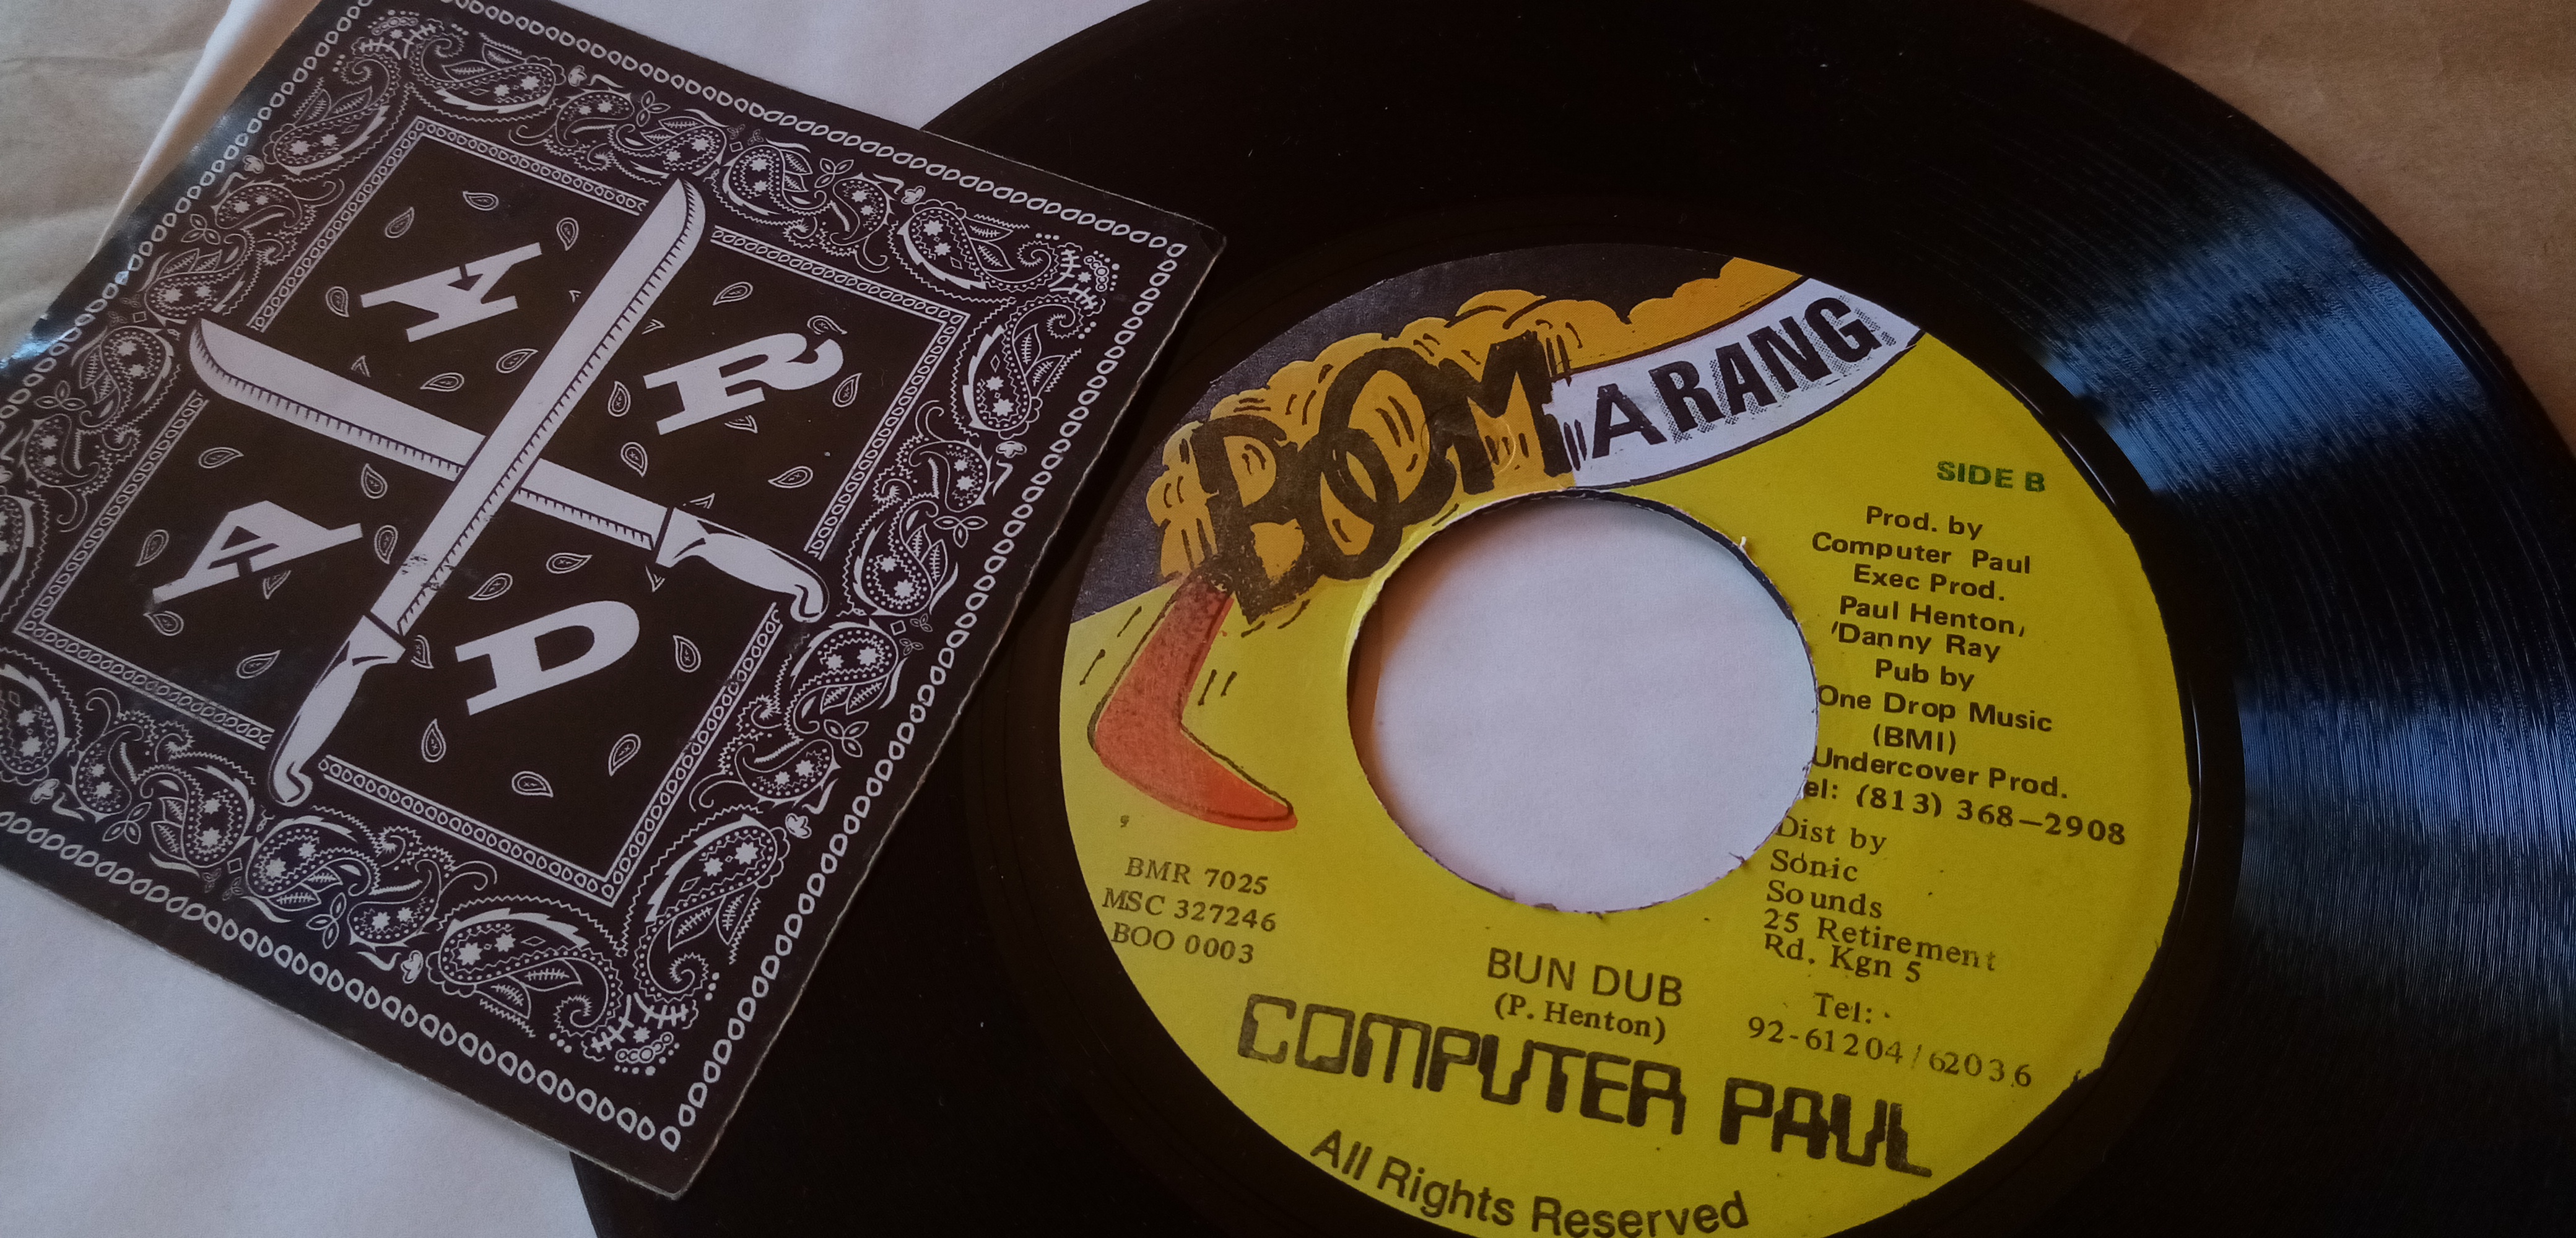 A R
A D
BOOM A RANG
SIDE B
Prod. by
Computer Paul
Exec Prod.
Paul Henton,
'Danny Ray
Pub by
One Drop Music
(BMI)
Undercover Prod.
el: (813) 368-2908
Dist by
Sonic
Sounds
25 Retirement
Rd. Kgn 5
Tel:
92-61204/62036
BMR 7025
MSC 327246
BOO 0003
BUN DUB
(P. Henton)
COMPUTER PAUL
All Rights Reserved